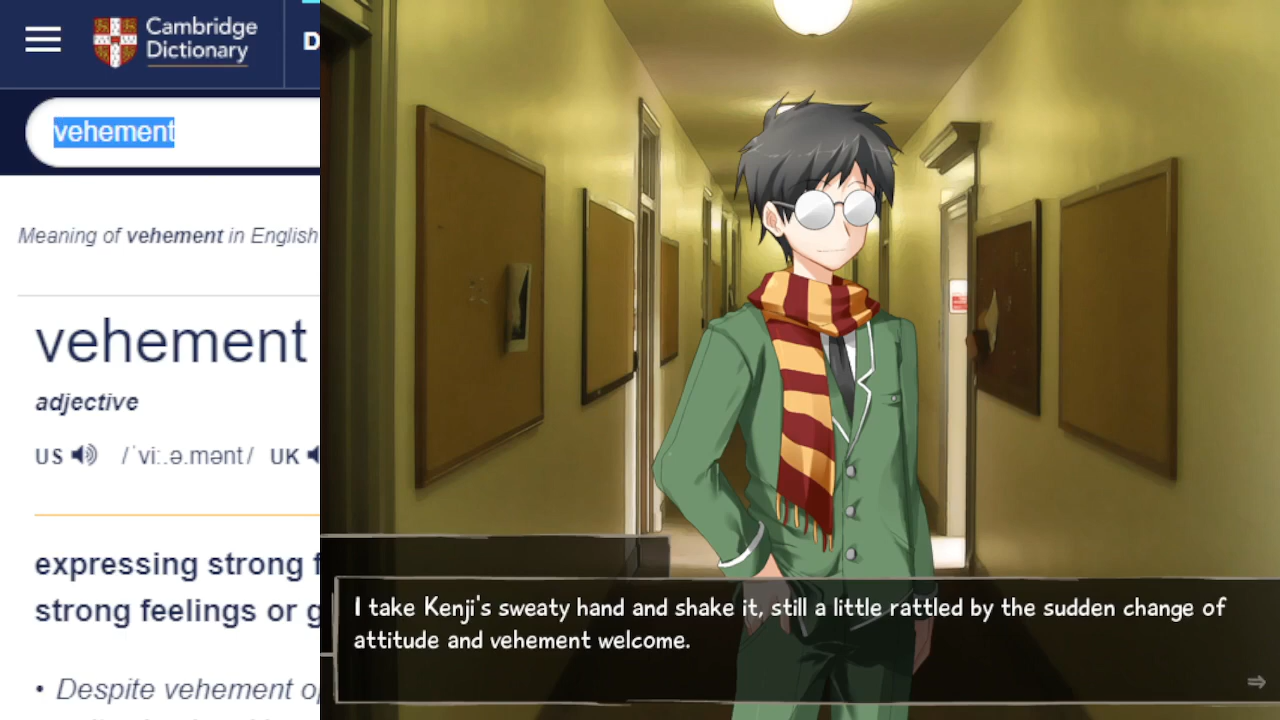 Cambridge
Dictionary
D
vehement
Meaning of vehement in English
vehement
adjective
US /ˈviː.ə.mənt/ UK
expressing strong f
strong feelings or g
• Despite vehement op
I take Kenji's sweaty hand and shake it, still a little rattled by the sudden change of
attitude and vehement welcome.